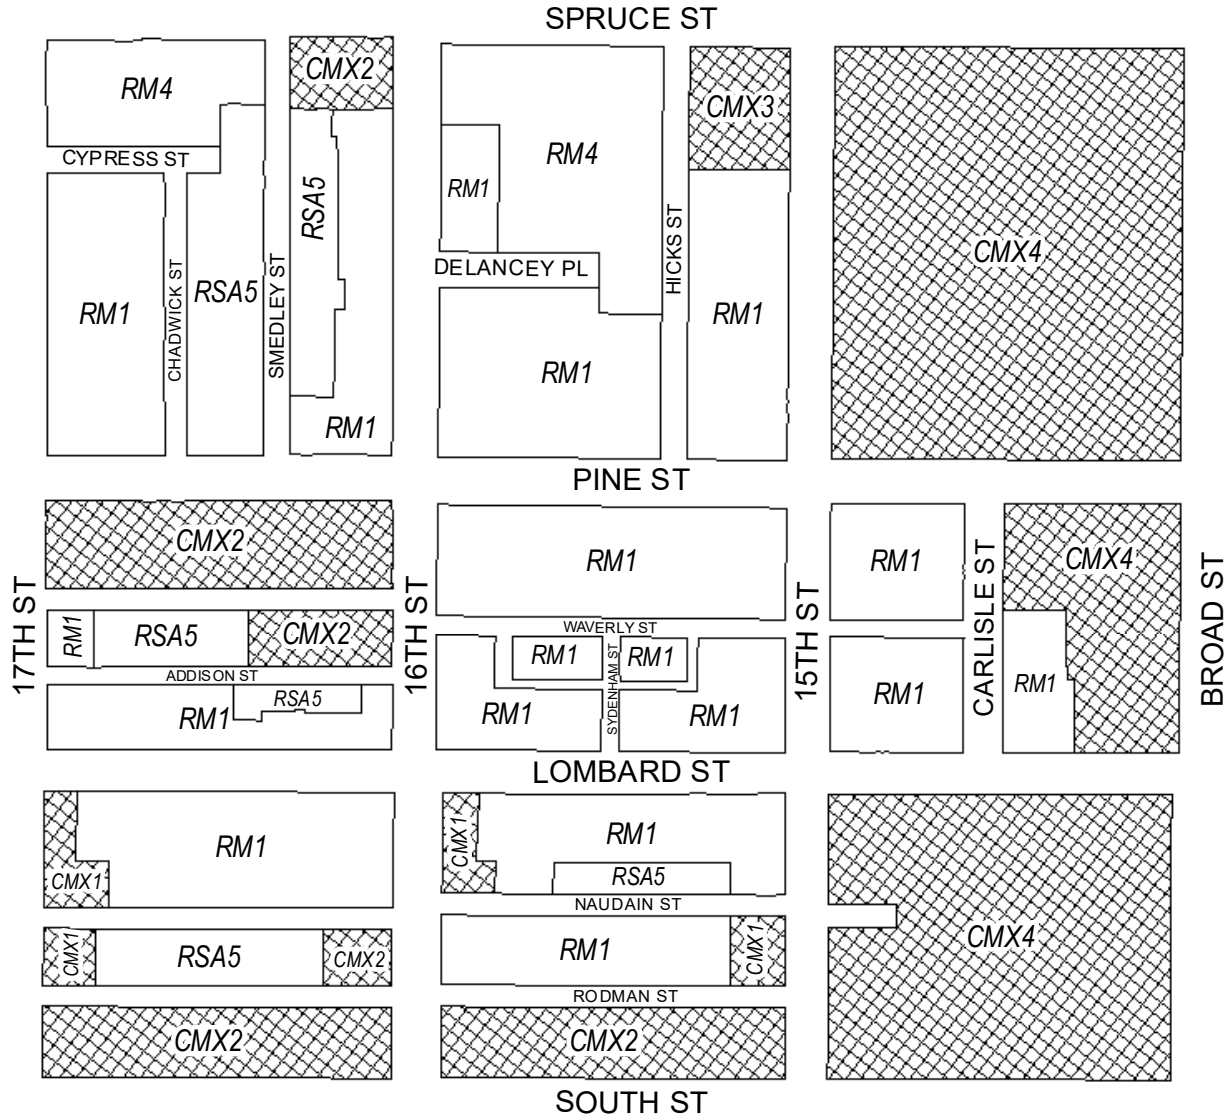 SPRUCE ST
RM4
CMX2
CMX3
CYPRESS ST
RM4
RM1
RSA5
CMX4
DELANCEY PL
HICKS ST
CHADWICK ST
RSA5
SMEDLEY ST
RM1
RM1
RM1
RM1
PINE ST
CMX2
RM1
RM1
CMX4
17TH ST
16TH ST
15TH ST
CARLISLE ST
BROAD ST
RM1
RSA5
CMX2
WAVERLY ST
RM1
RM1
SYDENHAM ST
ADDISON ST
RSA5
RM1
RM1
RM1
RM1
RM1
LOMBARD ST
CMX1
RM1
CMX1
RM1
RSA5
NAUDAIN ST
CMX1
RSA5
CMX2
RM1
CMX1
CMX4
RODMAN ST
CMX2
CMX2
SOUTH ST